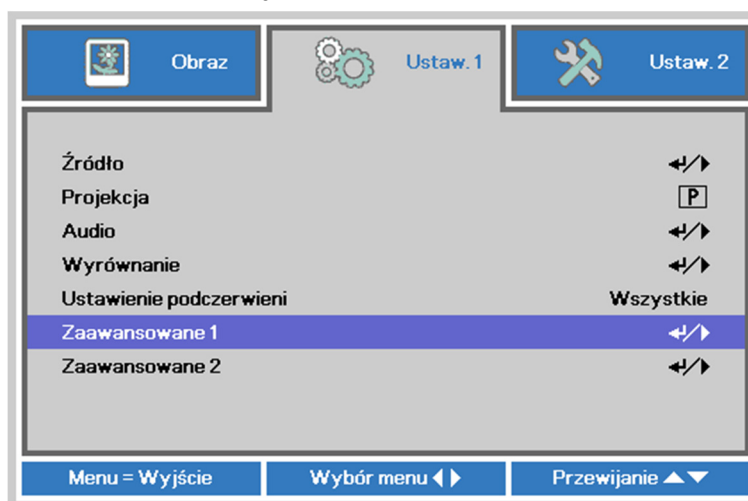 Obraz Ustaw. 1 Ustaw. 2
Źródło
Projekcja P
Audio
Wyrównanie
Ustawienie podczerwieni Wszystkie
Zaawansowane 1
Zaawansowane 2
Menu = Wyjście Wybór menu ◀ ▶ Przewijanie ▲ ▼